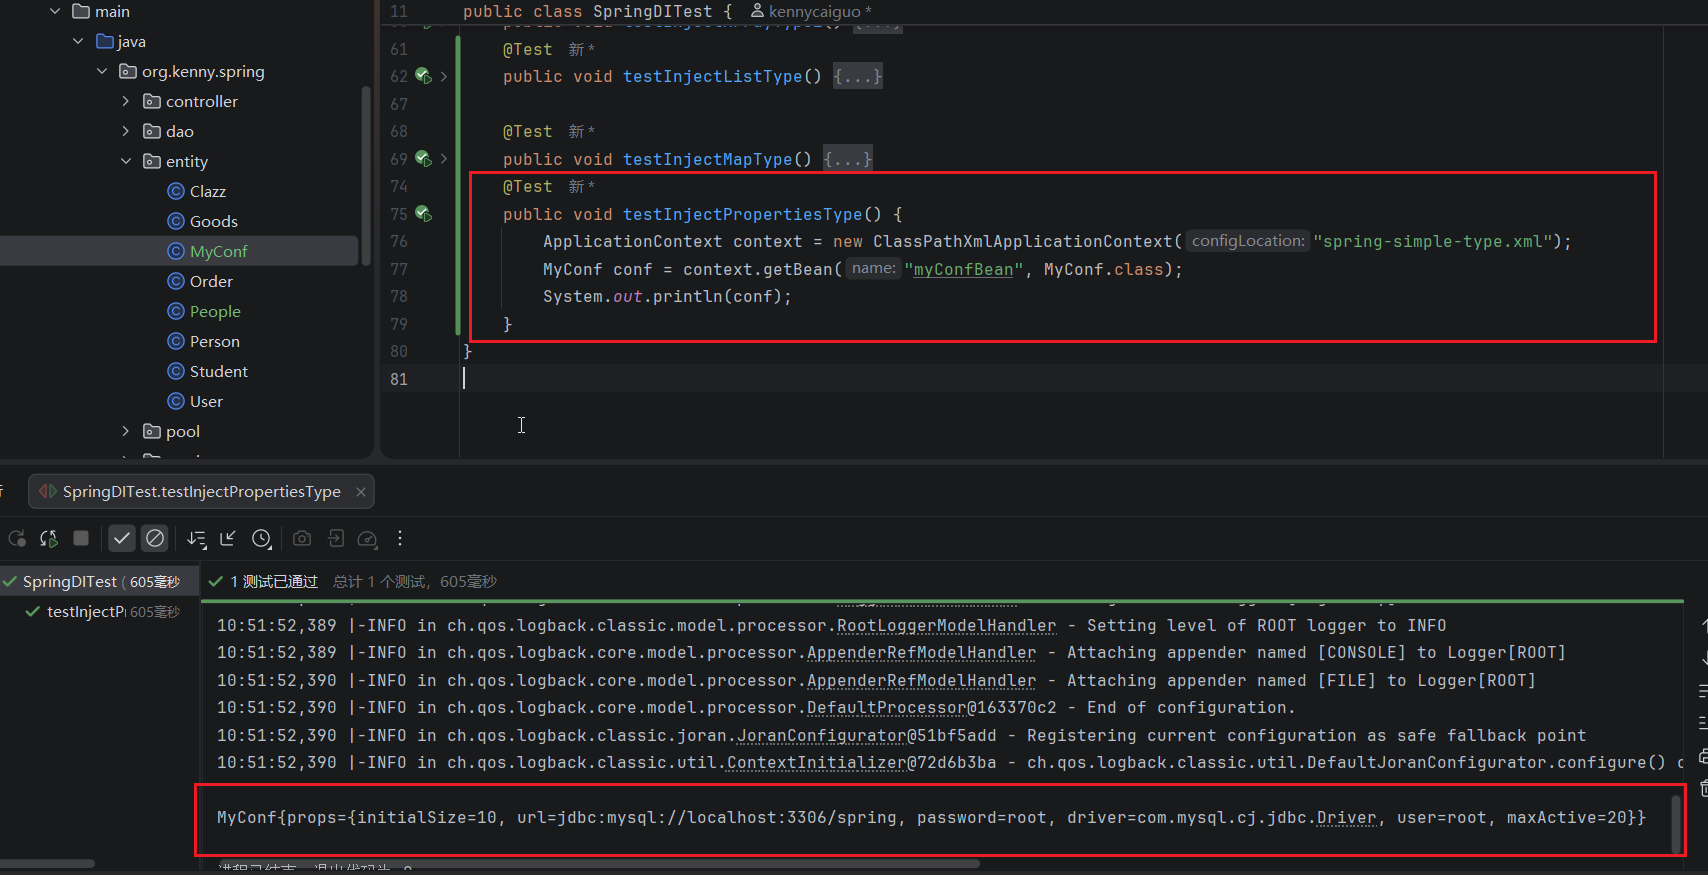 main
java
org.kenny.spring
controller
dao
entity
Clazz
Goods
MyConf
Order
People
Person
Student
User
pool
11 public class SpringDITest { kennycaiguo *
61 @Test 新 *
62 public void testInjectListType() {...}
67
68 @Test 新 *
69 public void testInjectMapType() {...}
74 @Test 新 *
75 public void testInjectPropertiesType() {
76 ApplicationContext context = new ClassPathXmlApplicationContext( configLocation: "spring-simple-type.xml");
77 MyConf conf = context.getBean( name: "myConfBean", MyConf.class);
78 System.out.println(conf);
79 }
80 }
81
SpringDITest.testInjectPropertiesType
SpringDITest ( 605毫秒
testInjectP 605毫秒
1 测试已通过 总计 1 个测试, 605毫秒
10:51:52,389 |-INFO in ch.qos.logback.classic.model.processor.RootLoggerModelHandler - Setting level of ROOT logger to INFO
10:51:52,389 |-INFO in ch.qos.logback.core.model.processor.AppenderRefModelHandler - Attaching appender named [CONSOLE] to Logger[ROOT]
10:51:52,390 |-INFO in ch.qos.logback.core.model.processor.AppenderRefModelHandler - Attaching appender named [FILE] to Logger[ROOT]
10:51:52,390 |-INFO in ch.qos.logback.core.model.processor.DefaultProcessor@163370c2 - End of configuration.
10:51:52,390 |-INFO in ch.qos.logback.classic.joran.JoranConfigurator@51bf5add - Registering current configuration as safe fallback point
10:51:52,390 |-INFO in ch.qos.logback.classic.util.ContextInitializer@72d6b3ba - ch.qos.logback.classic.util.DefaultJoranConfigurator.configure()
MyConf{props={initialSize=10, url=jdbc:mysql://localhost:3306/spring, password=root, driver=com.mysql.cj.jdbc.Driver, user=root, maxActive=20}}